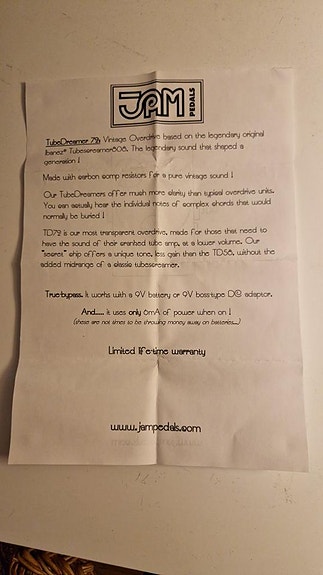 JAM
PEDALS
TubeDreamer 72: Vintage Overdrive based on the legendary original
Ibanez® Tubescreamer808. The legendary sound that shaped a
generation !
Made with carbon comp resistors for a pure vintage sound !
Our TubeDreamers offer much more clarity than typical overdrive units.
You can actually hear the individual notes of complex chords that would
normally be buried !
TD72 is our most transparent overdrive, made for those that need to
have the sound of their cranked tube amp, at a lower volume. Our
"secret" chip offers a unique tone, less gain than the TD58, without the
added midrange of a classic tubescreamer.
True-bypass. It works with a 9V battery or 9V boss-type DC adaptor.
And..... it uses only 6mA of power when on !
(these are not times to be throwing money away on batteries....)
Limited life-time warranty
www.jampedals.com